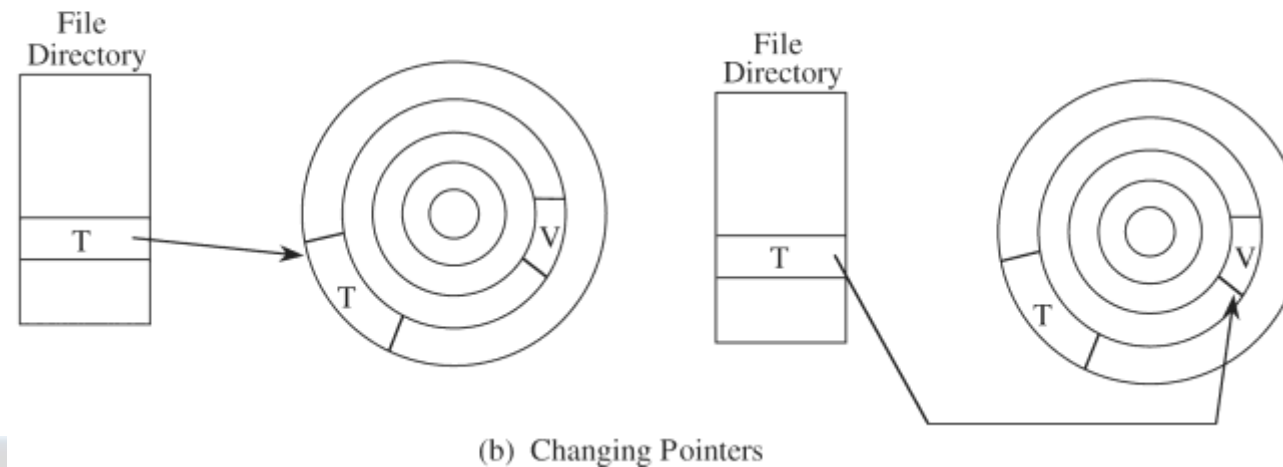 File
Directory
T
T
V
File
Directory
T
T
V
(b) Changing Pointers